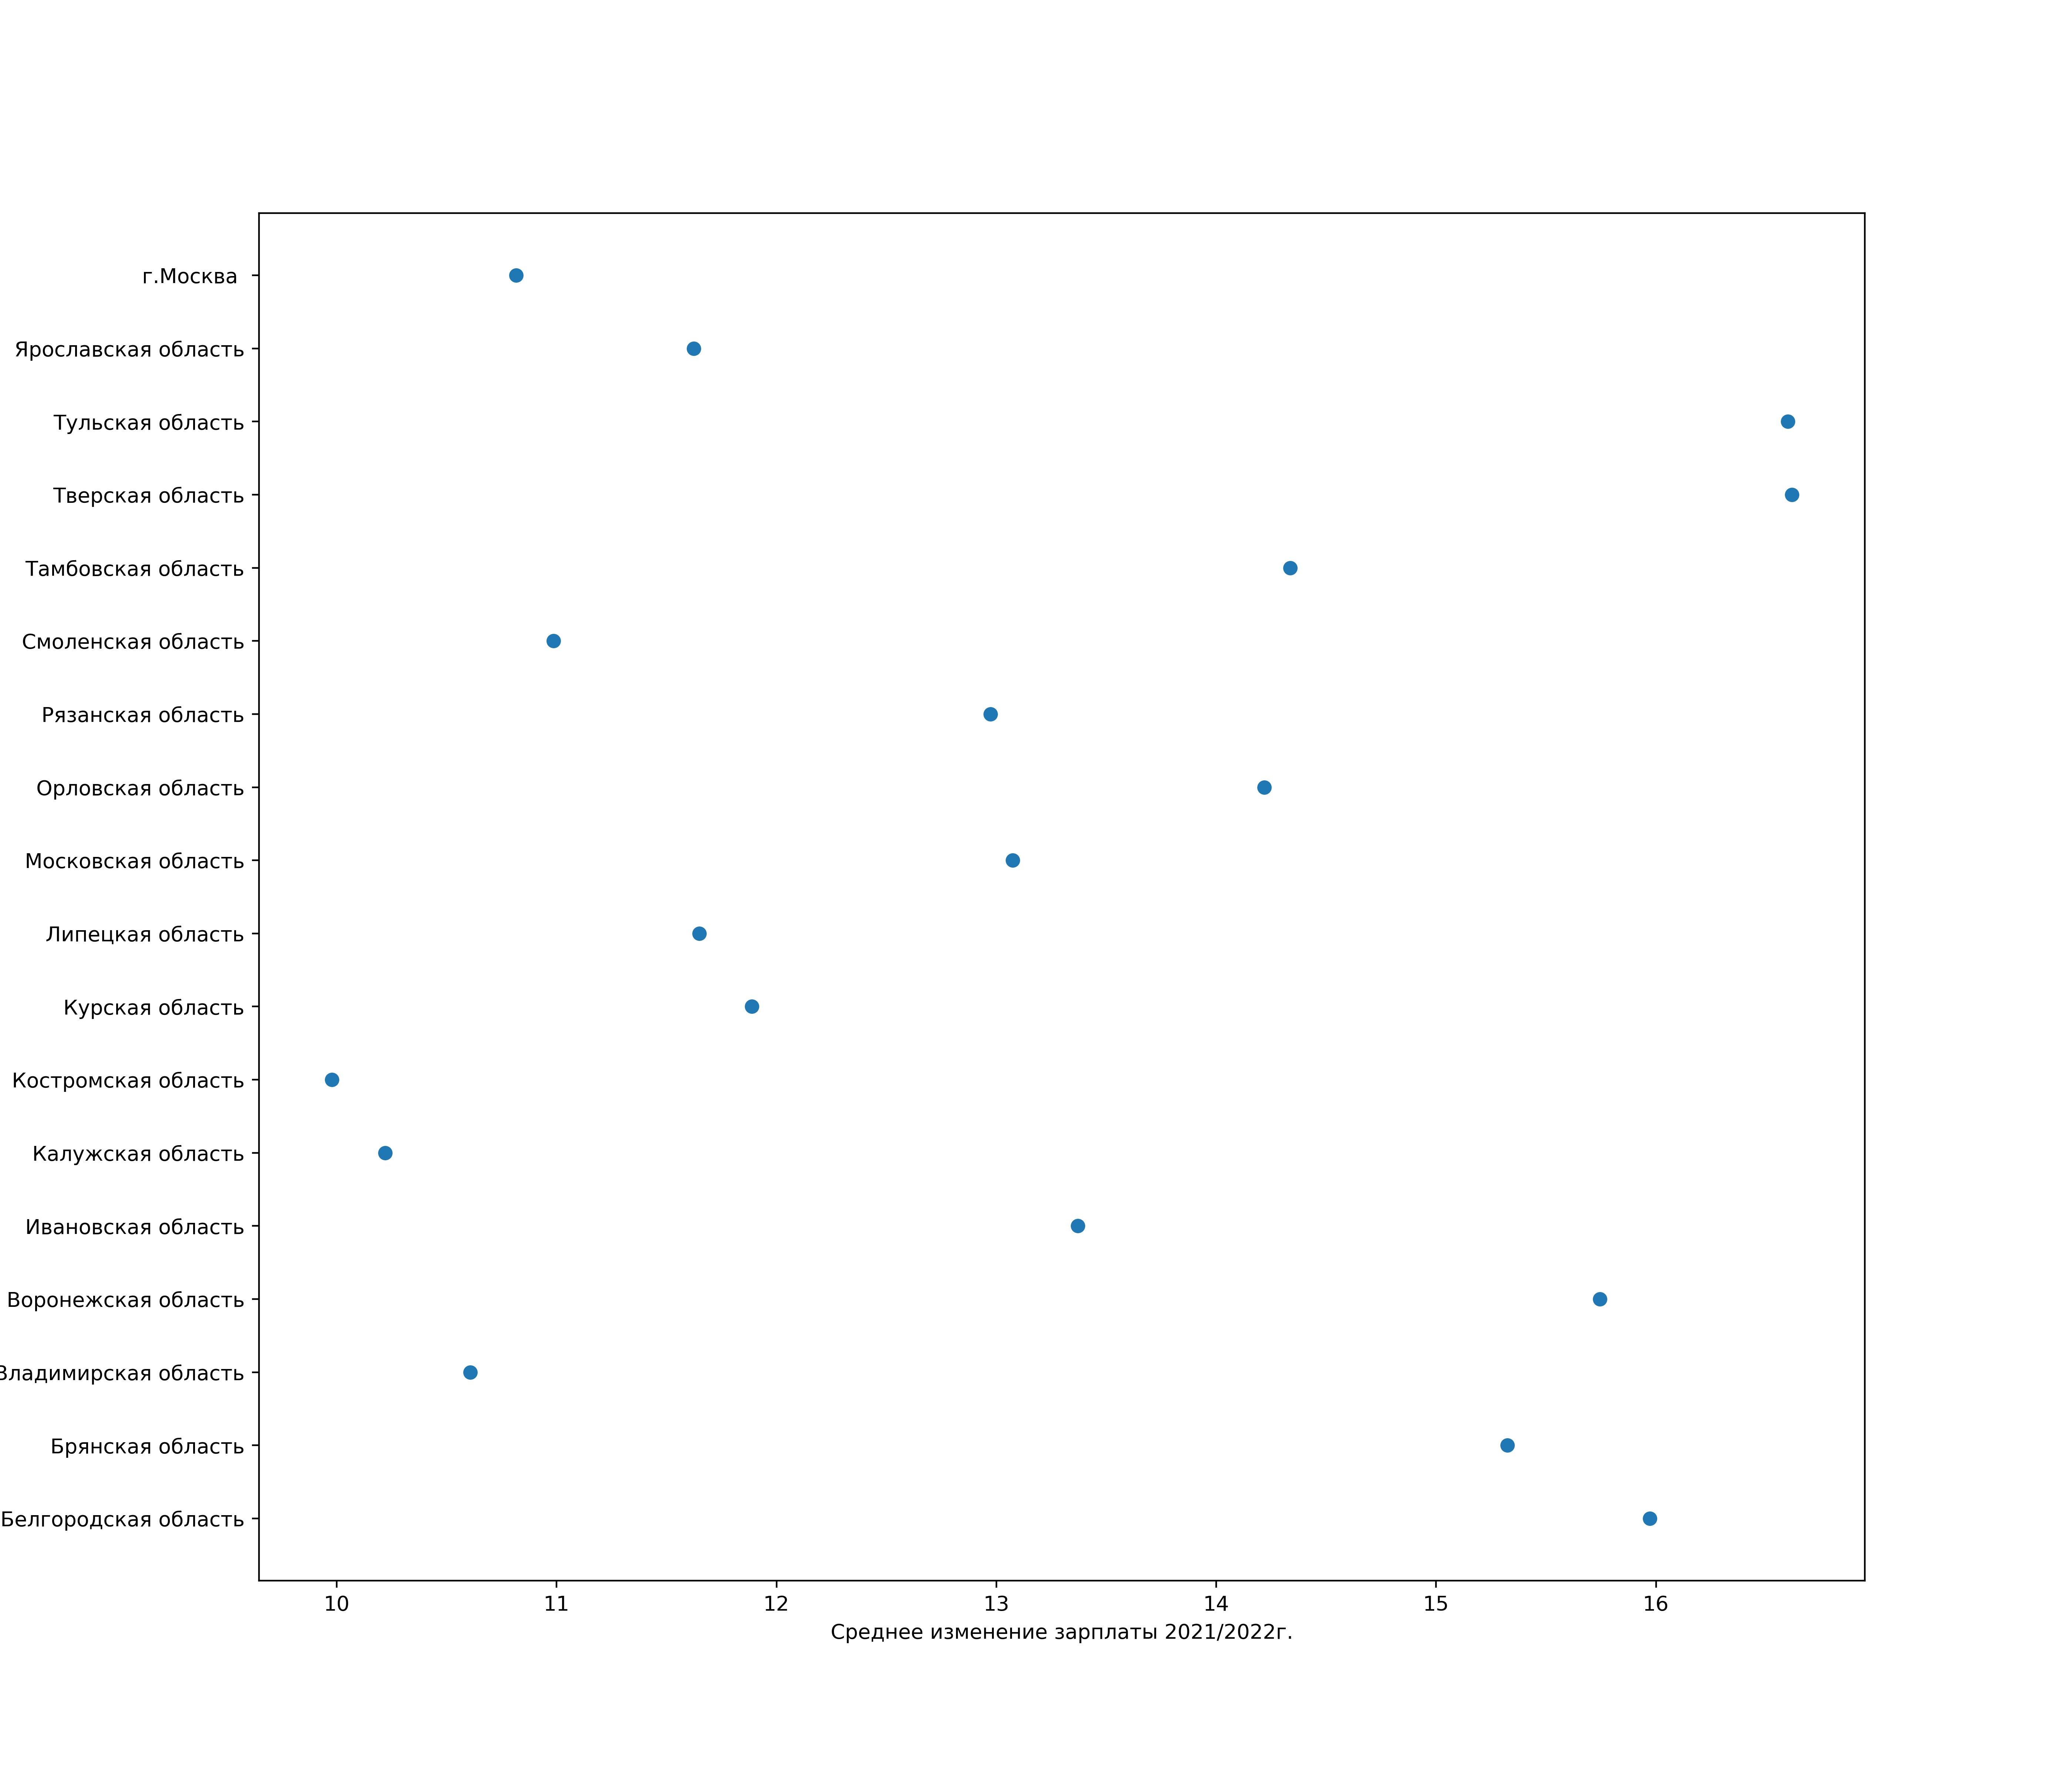 г.Москва
Ярославская область
Тульская область
Тверская область
Тамбовская область
Смоленская область
Рязанская область
Орловская область
Московская область
Липецкая область
Курская область
Костромская область
Калужская область
Ивановская область
Воронежская область
Владимирская область
Брянская область
Белгородская область
10 11 12 13 14 15 16
Среднее изменение зарплаты 2021/2022г.